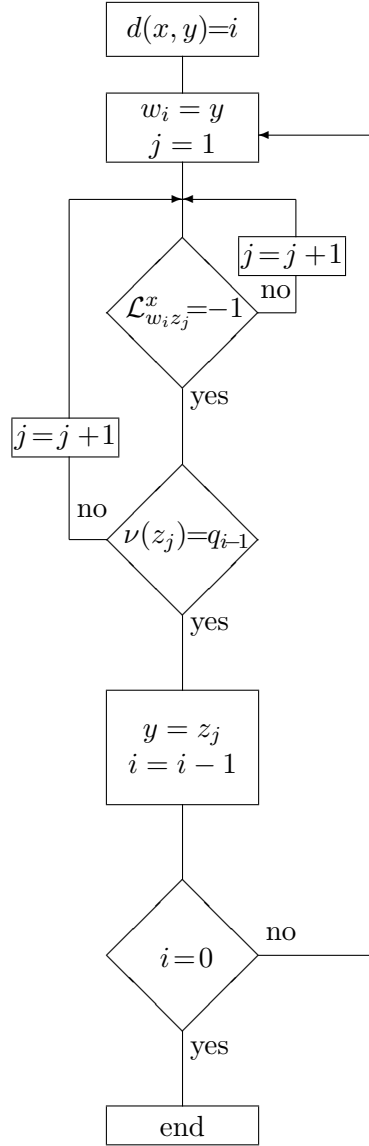 d(x, y)=i
w_i = y
j = 1
j=j+1
\mathcal{L}^x_{w_i z_j}=-1
no
yes
j=j+1
no
ν(z_j)=q_{i-1}
yes
y = z_j
i = i − 1
no
i=0
yes
end